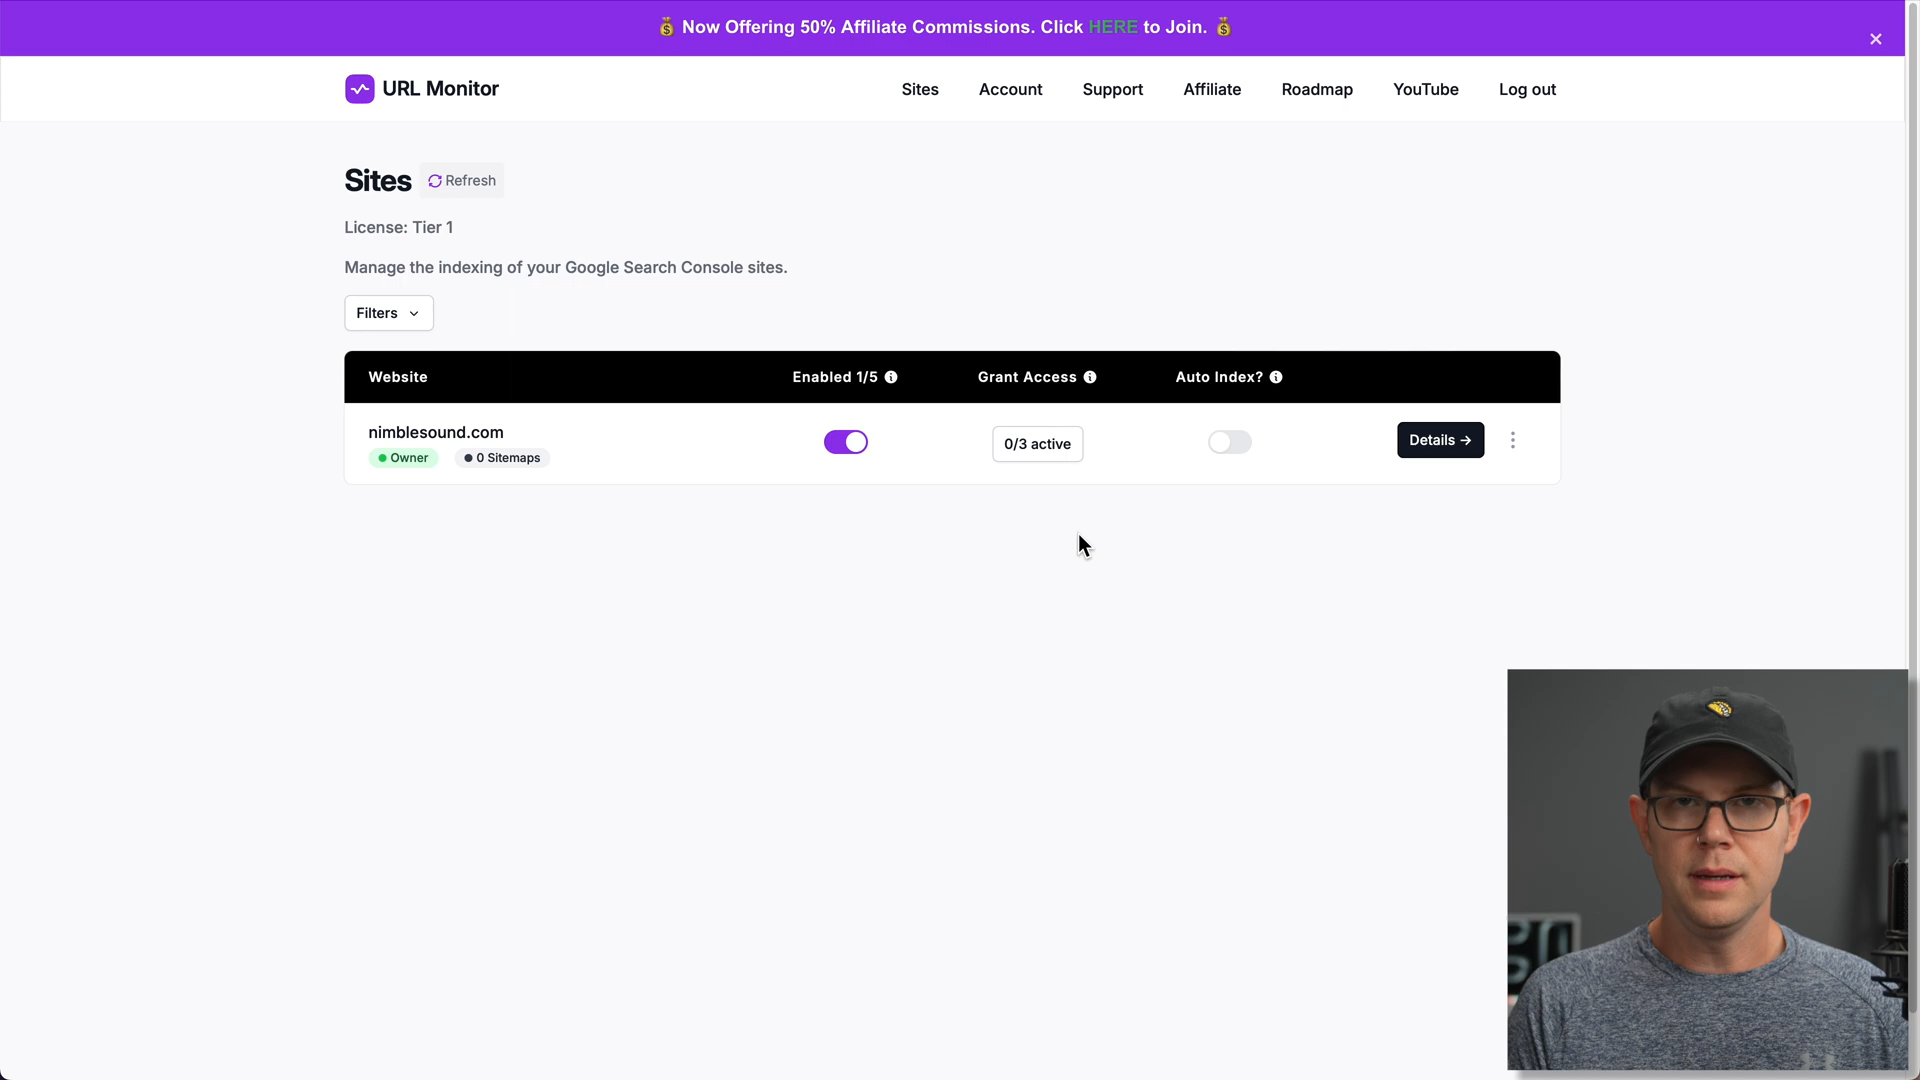 💰 Now Offering 50% Affiliate Commissions. Click HERE to Join. 💰
URL Monitor
Sites
Account
Support
Affiliate
Roadmap
YouTube
Log out
Sites
Refresh
License: Tier 1
Manage the indexing of your Google Search Console sites.
Filters
Website
Enabled 1/5
Grant Access
Auto Index?
nimblesound.com
Owner
0 Sitemaps
0/3 active
Details →